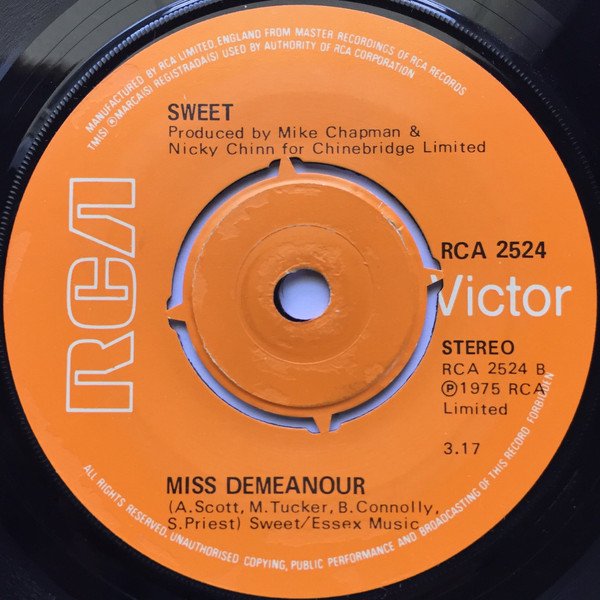 MANUFACTURED BY RCA LIMITED, ENGLAND FROM MASTER RECORDINGS OF RCA RECORDS
TM(S) ® MARCA(S) REGISTRADA(S) USED BY AUTHORITY OF RCA CORPORATION
SWEET
Produced by Mike Chapman &
Nicky Chinn for Chinebridge Limited
RCA
RCA 2524
Victor
STEREO
RCA 2524 B
Ⓟ1975 RCA
Limited
3.17
MISS DEMEANOUR
(A.Scott, M.Tucker, B.Connolly,
S.Priest) Sweet/Essex Music
ALL RIGHTS RESERVED, UNAUTHORISED COPYING, PUBLIC PERFORMANCE AND BROADCASTING OF THIS RECORD FORBIDDEN